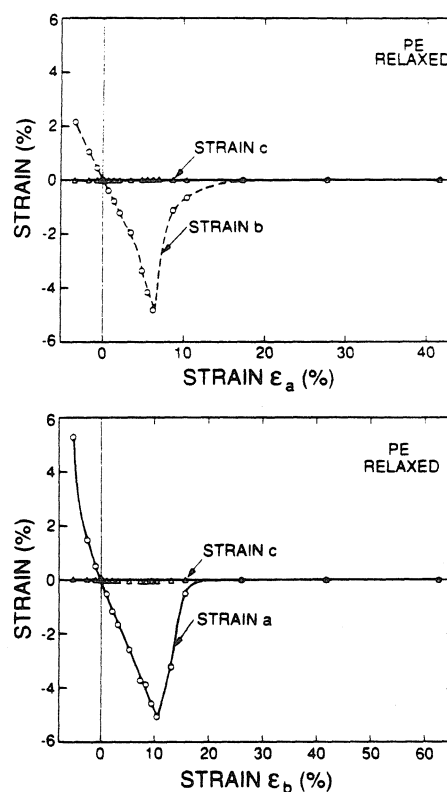 6
PE
RELAXED
4
2
STRAIN c
0
STRAIN b
-2
-4
-6
STRAIN (%)
0 10 20 30 40
STRAIN εa (%)
6
PE
RELAXED
4
2
STRAIN c
0
STRAIN a
-2
-4
-6
STRAIN (%)
0 10 20 30 40 50 60
STRAIN εb (%)